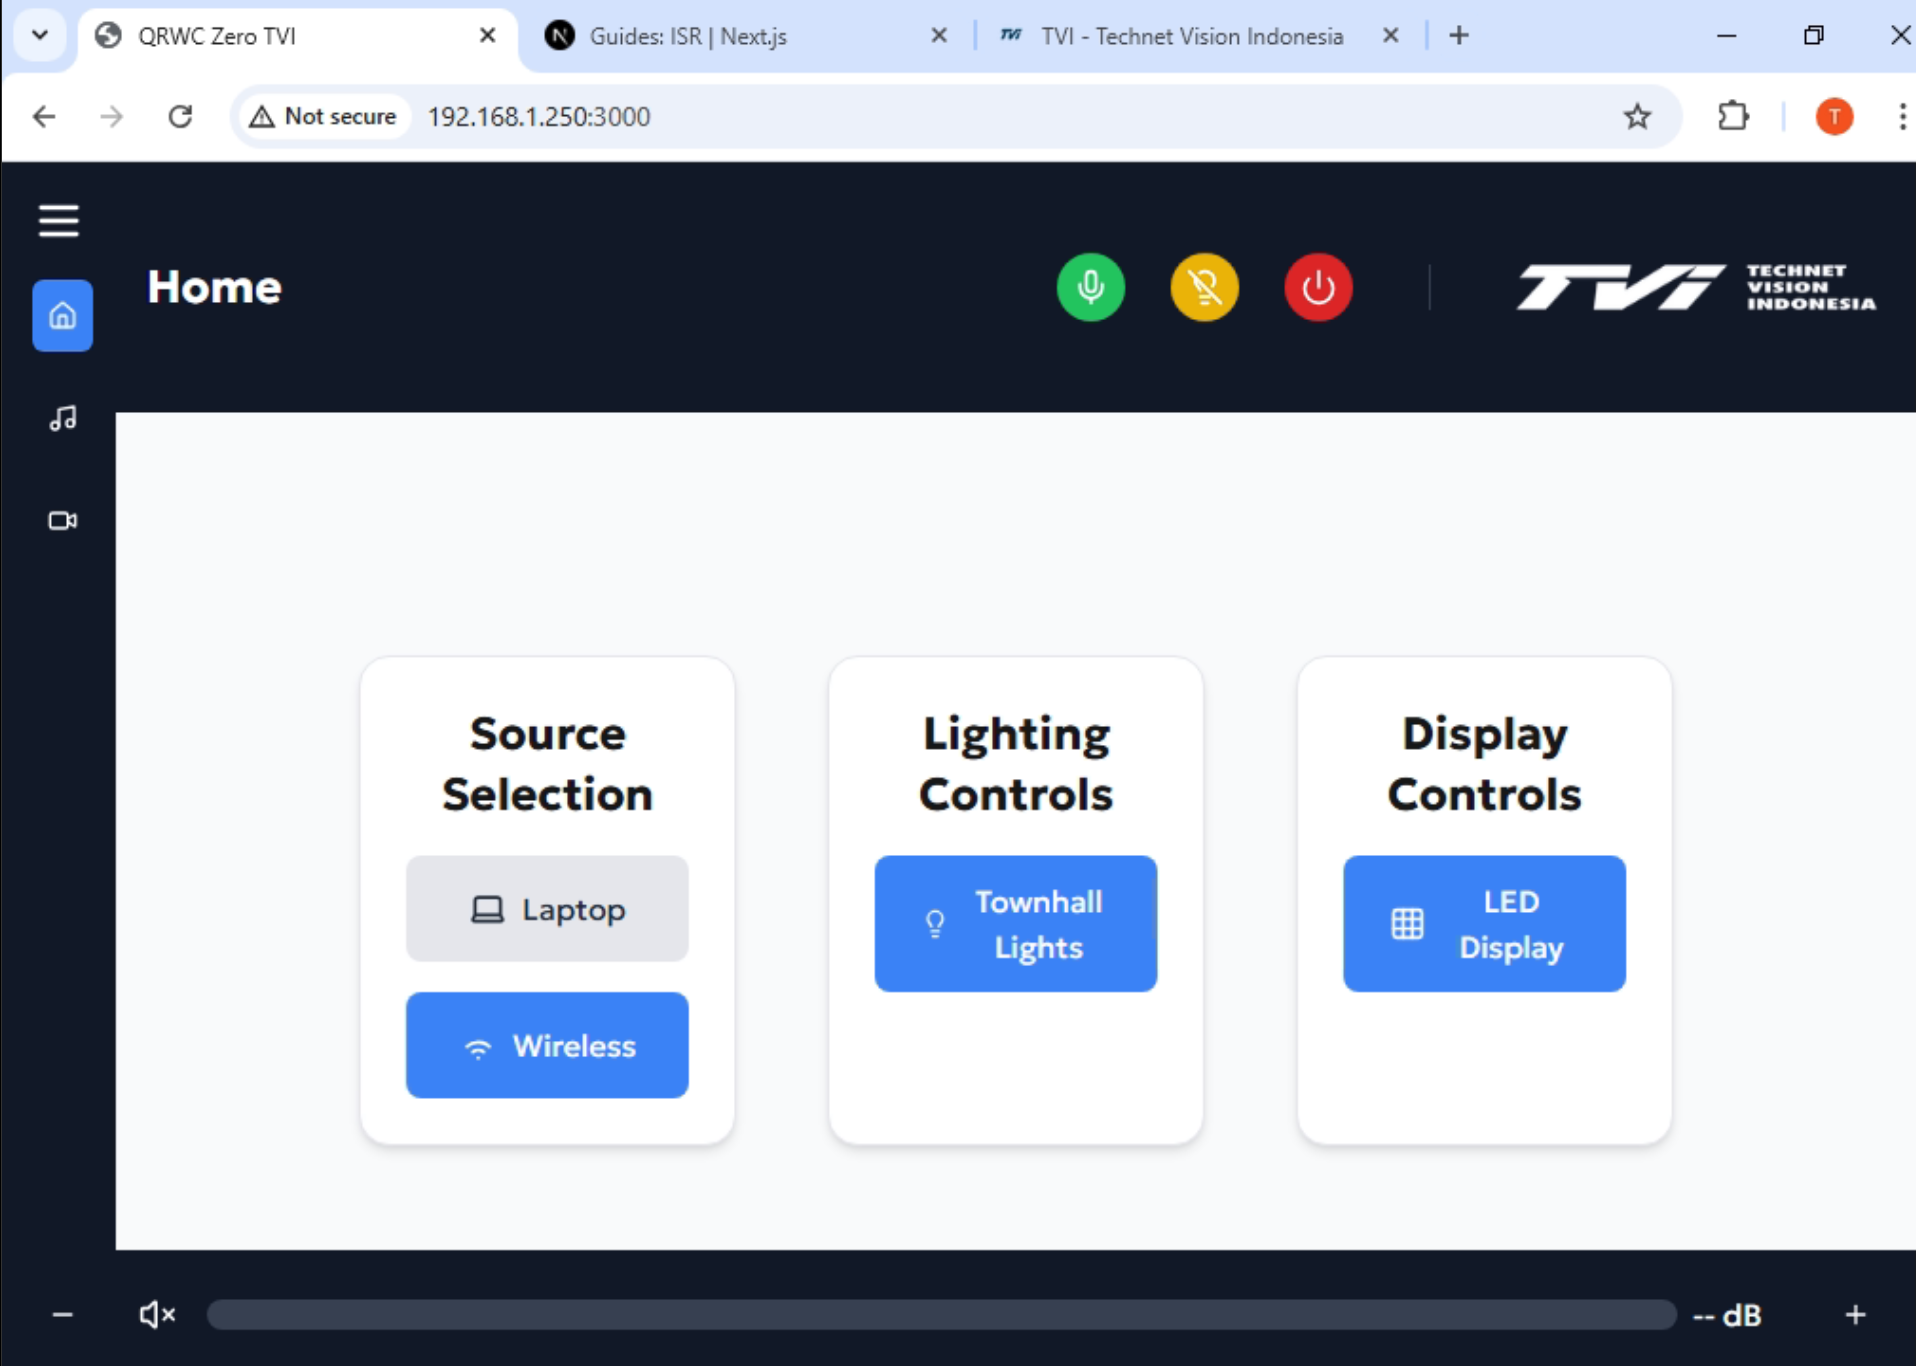 QRWC Zero TVI
Guides: ISR | Next.js
TVI
TVI - Technet Vision Indonesia
Not secure
192.168.1.250:3000
T
Home
TVI
TECHNET
VISION
INDONESIA
Source
Selection
Laptop
Wireless
Lighting
Controls
Townhall
Lights
Display
Controls
LED
Display
-- dB